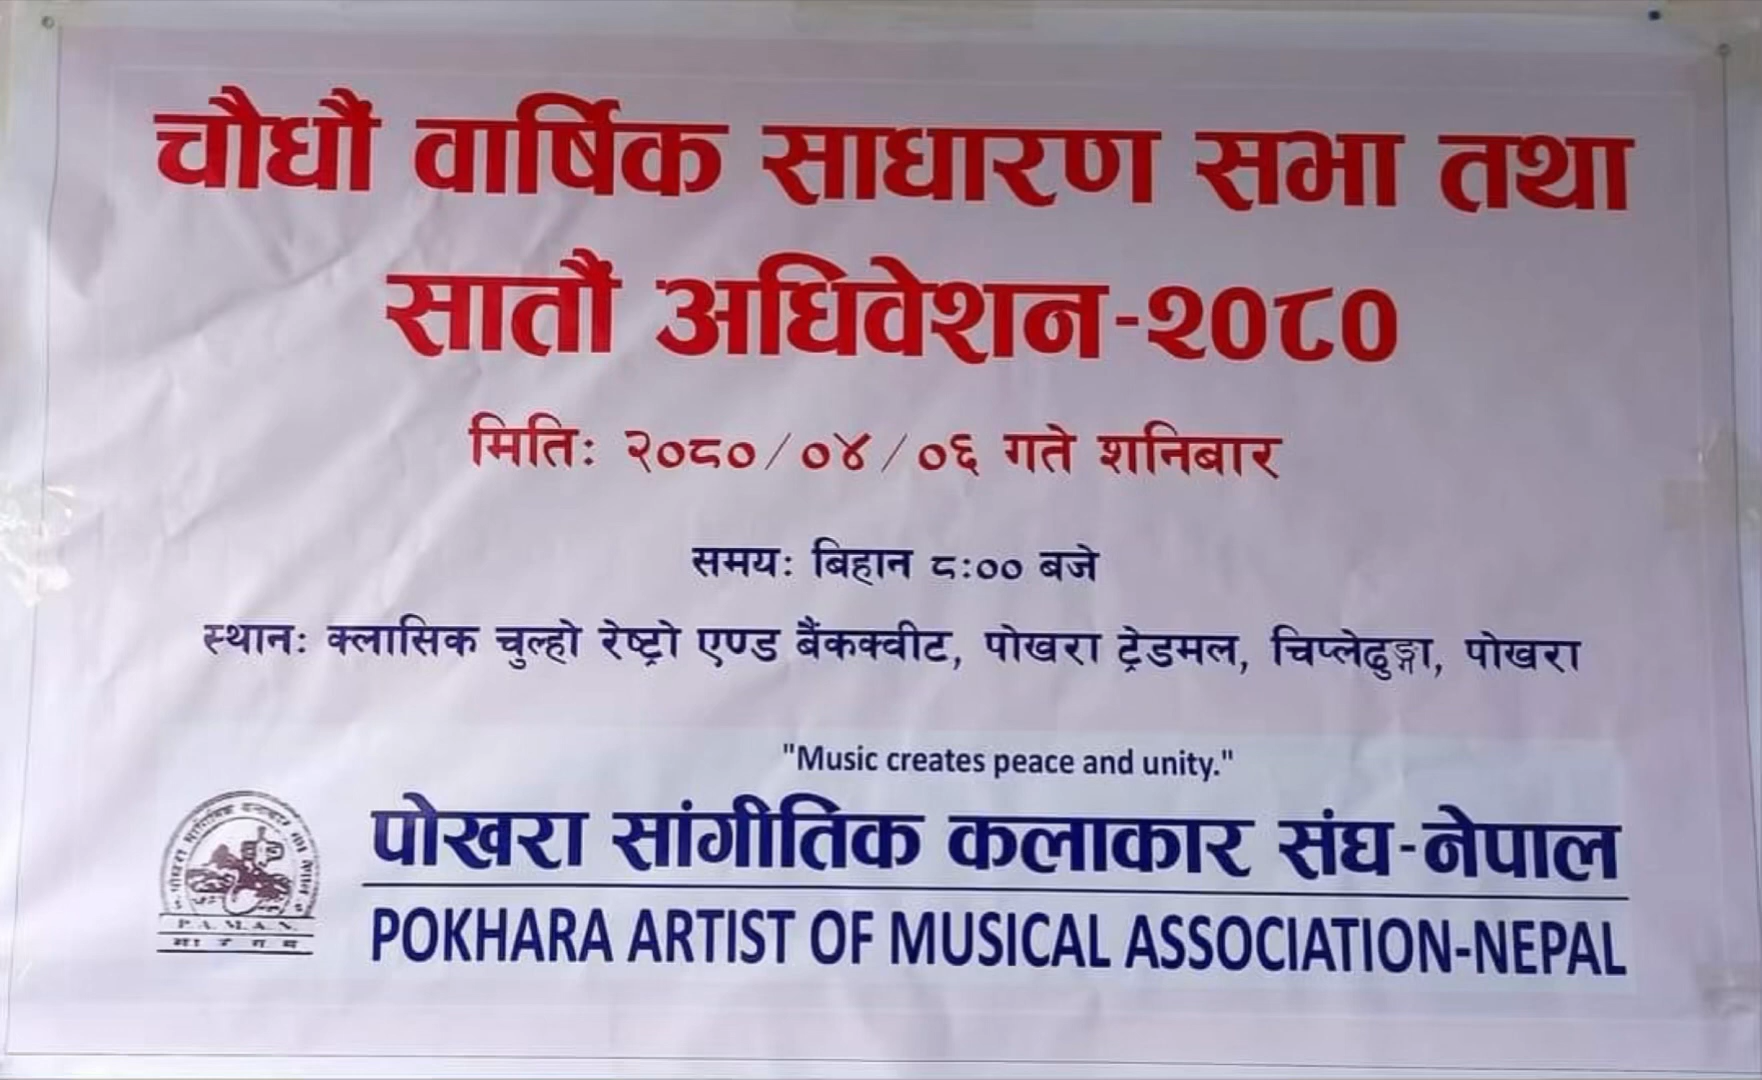 चौधौं वार्षिक साधारण सभा तथा
सातौं अधिवेशन-२०८०
मितिः २०८०/०४/०६ गते शनिबार
समयः बिहान ८:०० बजे
स्थानः क्लासिक चुल्हो रेष्ट्रो एण्ड बैंकक्वीट, पोखरा ट्रेडमल, चिप्लेढुङ्गा, पोखरा
"Music creates peace and unity."
पोखरा सांगीतिक कलाकार संघ-नेपाल
POKHARA ARTIST OF MUSICAL ASSOCIATION-NEPAL
P.A.M.A.N.